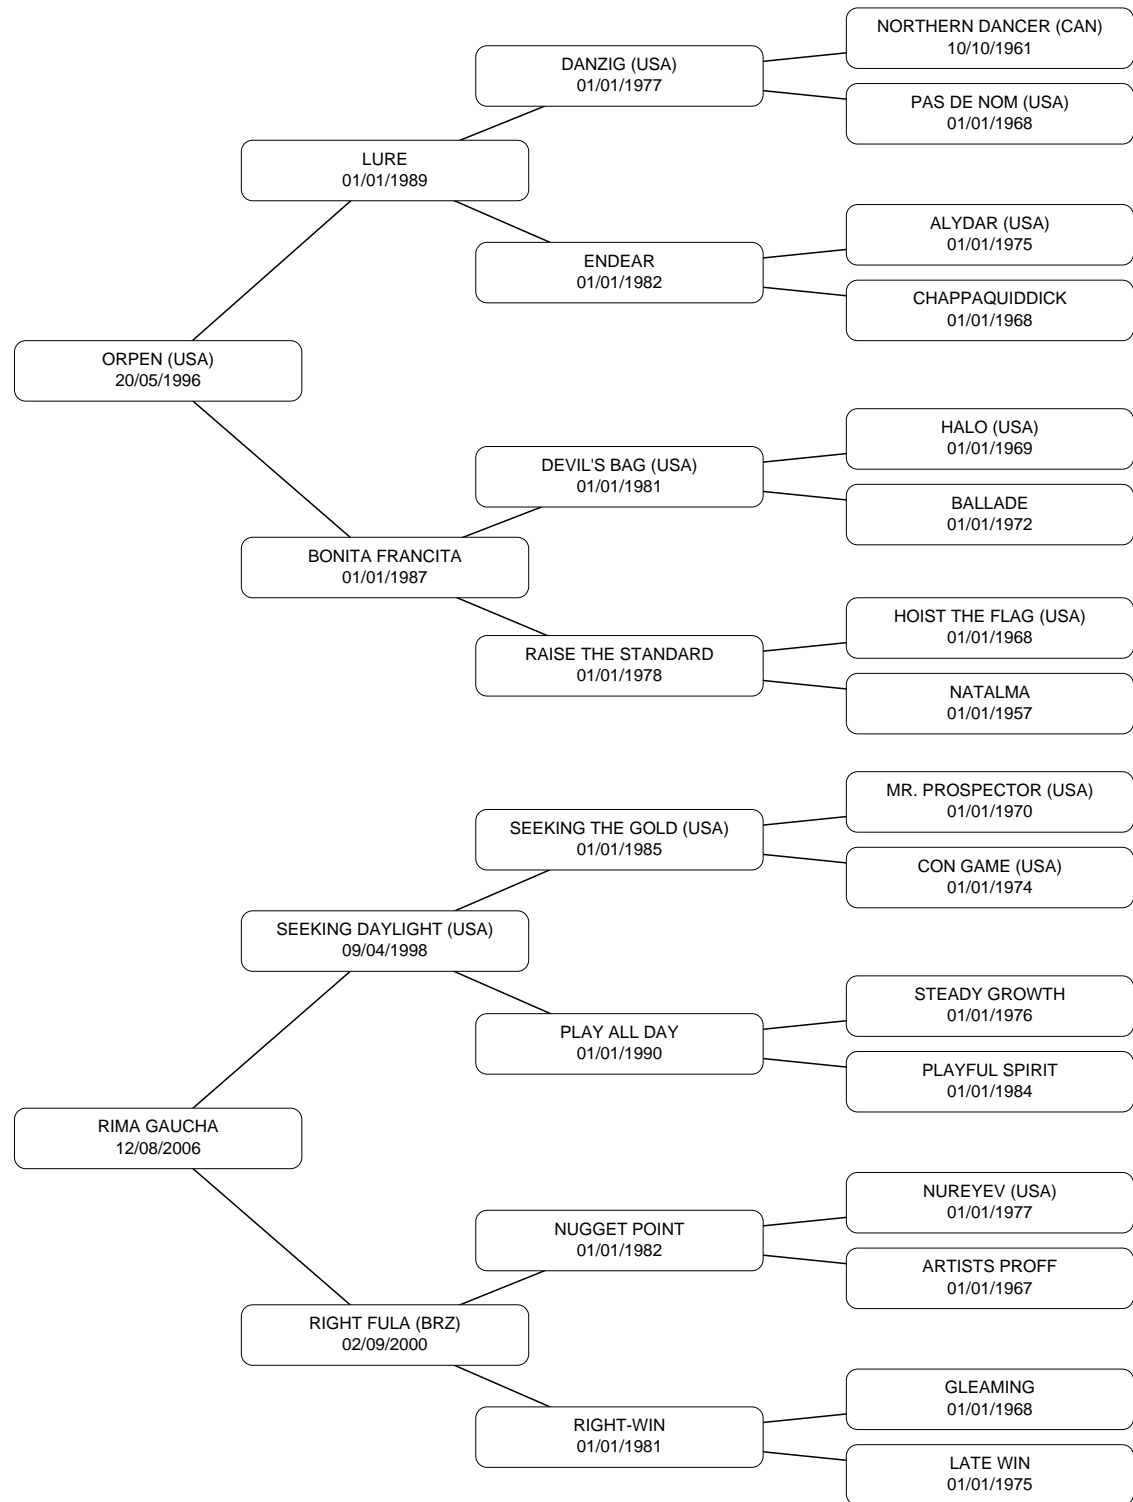 NORTHERN DANCER (CAN)
10/10/1961
DANZIG (USA)
01/01/1977
PAS DE NOM (USA)
01/01/1968
LURE
01/01/1989
ALYDAR (USA)
01/01/1975
ENDEAR
01/01/1982
CHAPPAQUIDDICK
01/01/1968
ORPEN (USA)
20/05/1996
HALO (USA)
01/01/1969
DEVIL'S BAG (USA)
01/01/1981
BALLADE
01/01/1972
BONITA FRANCITA
01/01/1987
HOIST THE FLAG (USA)
01/01/1968
RAISE THE STANDARD
01/01/1978
NATALMA
01/01/1957
MR. PROSPECTOR (USA)
01/01/1970
SEEKING THE GOLD (USA)
01/01/1985
CON GAME (USA)
01/01/1974
SEEKING DAYLIGHT (USA)
09/04/1998
STEADY GROWTH
01/01/1976
PLAY ALL DAY
01/01/1990
PLAYFUL SPIRIT
01/01/1984
RIMA GAUCHA
12/08/2006
NUREYEV (USA)
01/01/1977
NUGGET POINT
01/01/1982
ARTISTS PROFF
01/01/1967
RIGHT FULA (BRZ)
02/09/2000
GLEAMING
01/01/1968
RIGHT-WIN
01/01/1981
LATE WIN
01/01/1975